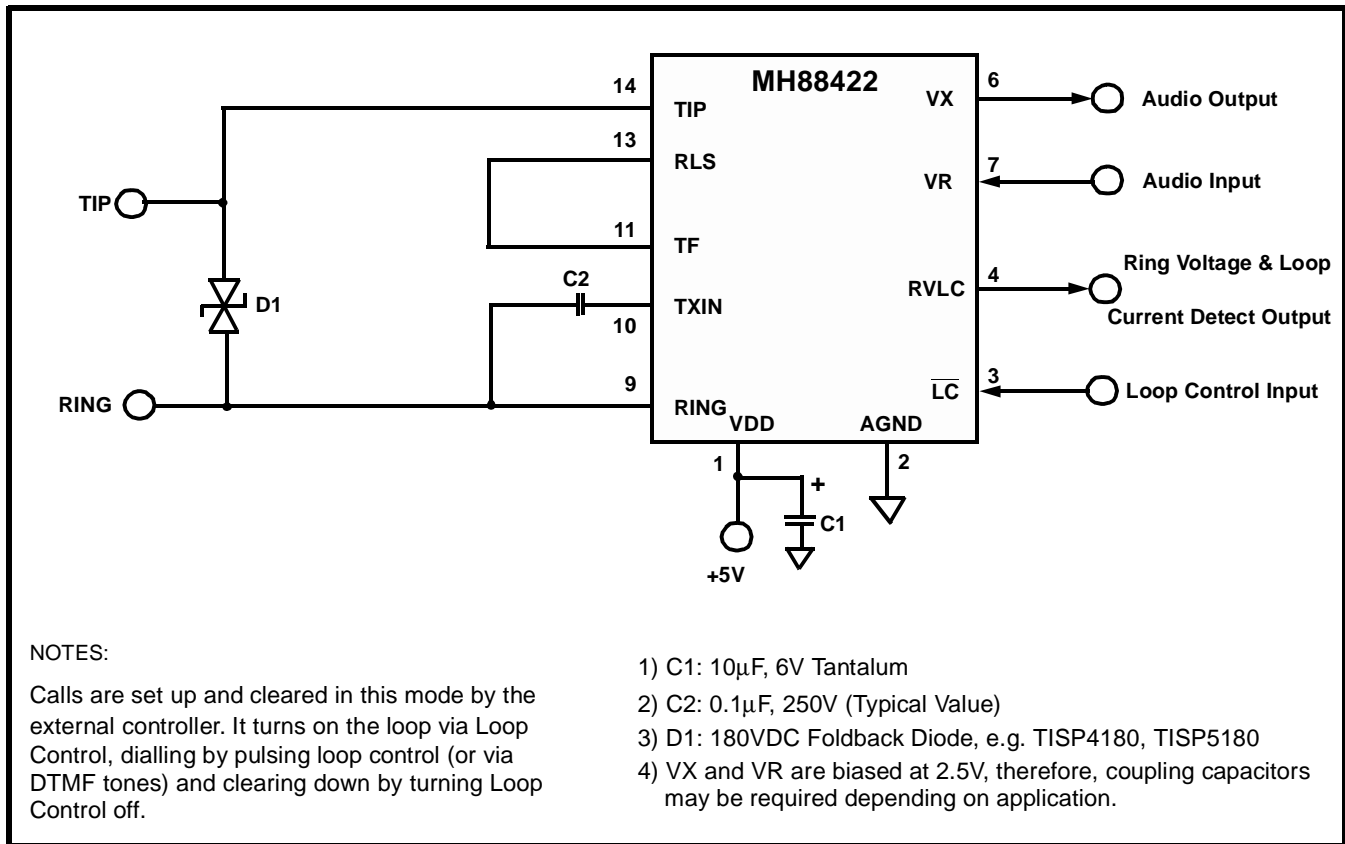 MH88422
14
TIP
13
RLS
11
TF
C2
TXIN
10
9
RING
VDD
AGND
1
2
+
C1
+5V
TIP
D1
RING
6
VX
Audio Output
7
VR
Audio Input
4
RVLC
Ring Voltage & Loop
Current Detect Output
3
LC
Loop Control Input
NOTES:
Calls are set up and cleared in this mode by the
external controller. It turns on the loop via Loop
Control, dialling by pulsing loop control (or via
DTMF tones) and clearing down by turning Loop
Control off.
1) C1: 10μF, 6V Tantalum
2) C2: 0.1μF, 250V (Typical Value)
3) D1: 180VDC Foldback Diode, e.g. TISP4180, TISP5180
4) VX and VR are biased at 2.5V, therefore, coupling capacitors
may be required depending on application.